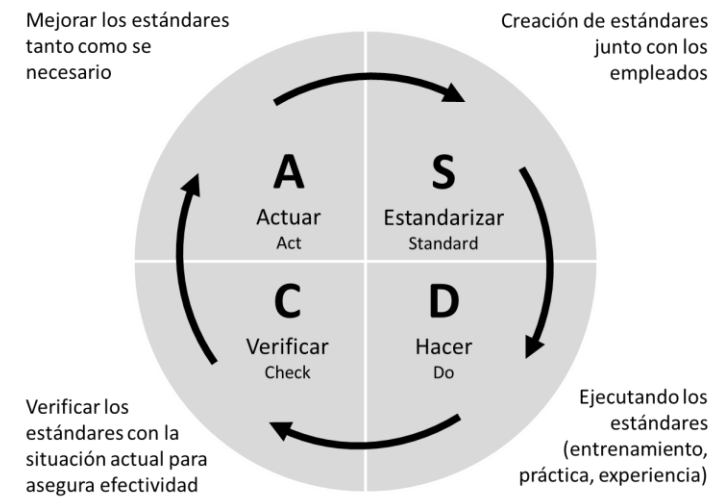 Mejorar los estándares
tanto como se
necesario
Creación de estándares
junto con los
empleados
A
Actuar
Act
S
Estandarizar
Standard
C
Verificar
Check
D
Hacer
Do
Verificar los
estándares con la
situación actual para
asegura efectividad
Ejecutando los
estándares
(entrenamiento,
práctica, experiencia)